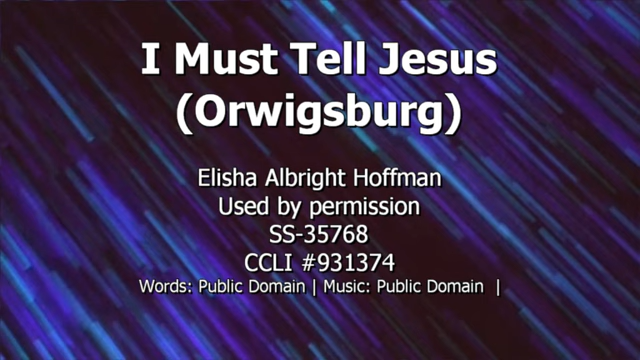 I Must Tell Jesus
(Orwigsburg)
Elisha Albright Hoffman
Used by permission
SS-35768
CCLI #931374
Words: Public Domain | Music: Public Domain |